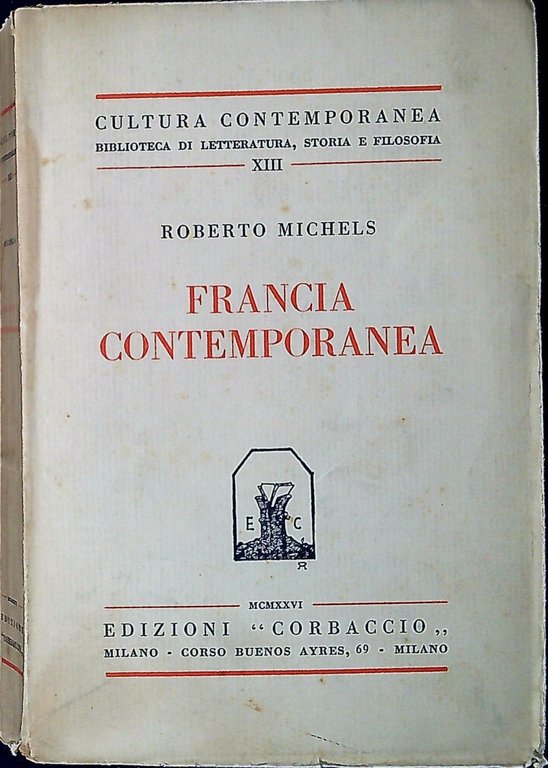 CULTURA CONTEMPORANEA
BIBLIOTECA DI LETTERATURA, STORIA E FILOSOFIA
XIII
ROBERTO MICHELS
FRANCIA
CONTEMPORANEA
E C
MCMXXVI
EDIZIONI “ CORBACCIO „
MILANO - CORSO BUENOS AYRES, 69 - MILANO